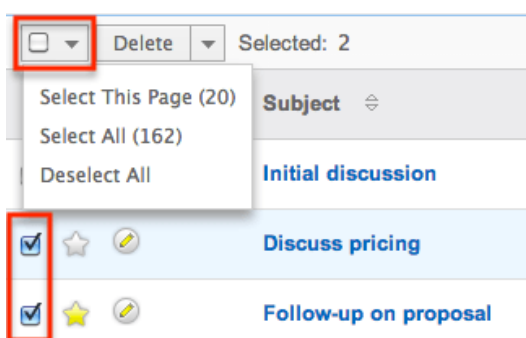 Delete Selected: 2
Select This Page (20)
Subject
Select All (162)
Deselect All
Initial discussion
Discuss pricing
Follow-up on proposal